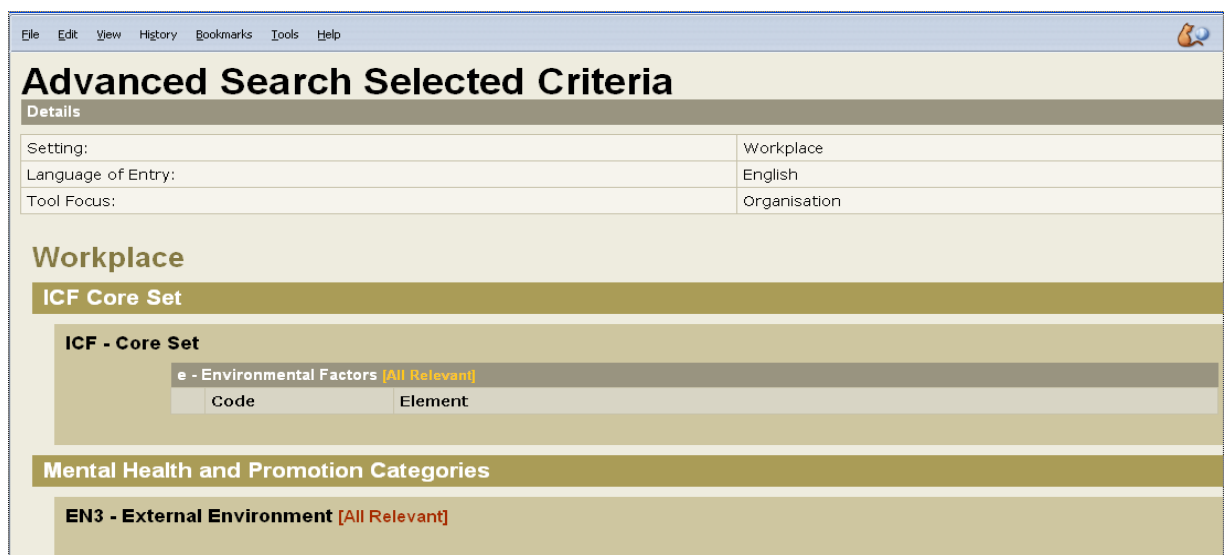 File Edit View History Bookmarks Tools Help
Advanced Search Selected Criteria
Details
Setting: Workplace
Language of Entry: English
Tool Focus: Organisation
Workplace
ICF Core Set
ICF - Core Set
e - Environmental Factors [All Relevant]
Code Element
Mental Health and Promotion Categories
EN3 - External Environment [All Relevant]